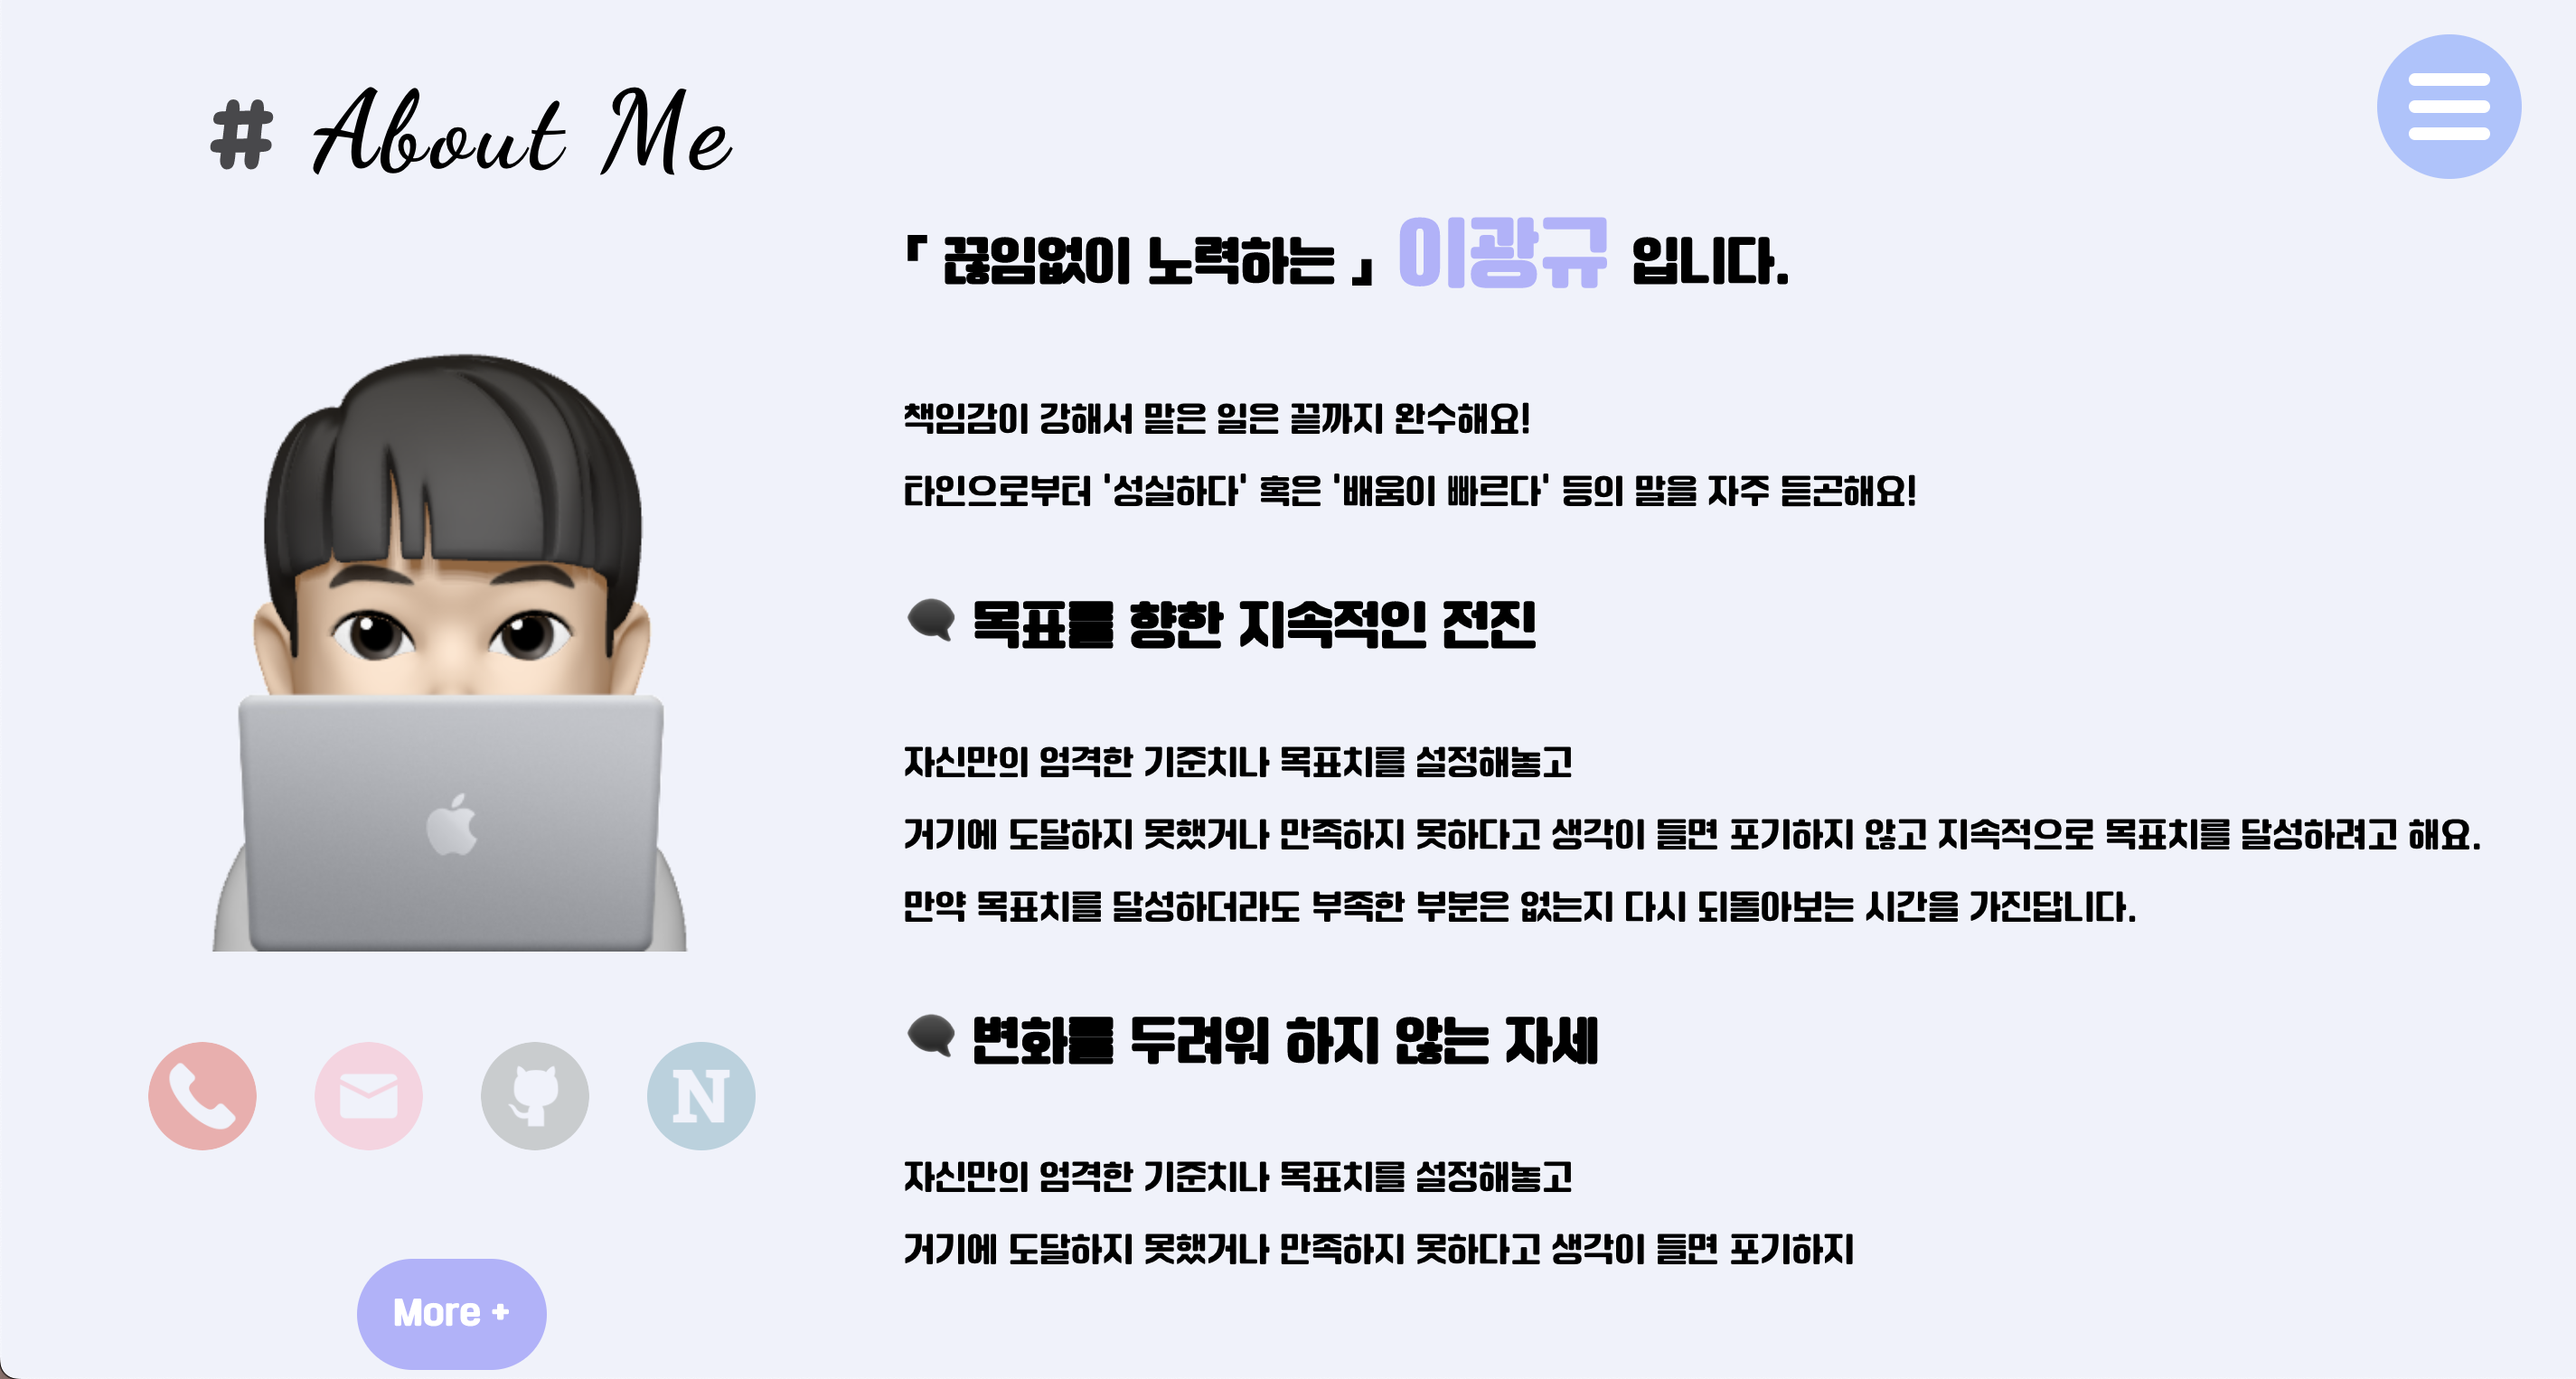 # About Me
「 끊임없이 노력하는 」 이광규 입니다.
책임감이 강해서 맡은 일은 끝까지 완수해요!
타인으로부터 '성실하다' 혹은 '배움이 빠르다' 등의 말을 자주 듣곤해요!
🗨 목표를 향한 지속적인 전진
자신만의 엄격한 기준치나 목표치를 설정해놓고
거기에 도달하지 못했거나 만족하지 못하다고 생각이 들면 포기하지 않고 지속적으로 목표치를 달성하려고 해요.
만약 목표치를 달성하더라도 부족한 부분은 없는지 다시 되돌아보는 시간을 가진답니다.
🗨 변화를 두려워 하지 않는 자세
자신만의 엄격한 기준치나 목표치를 설정해놓고
거기에 도달하지 못했거나 만족하지 못하다고 생각이 들면 포기하지
N
More +